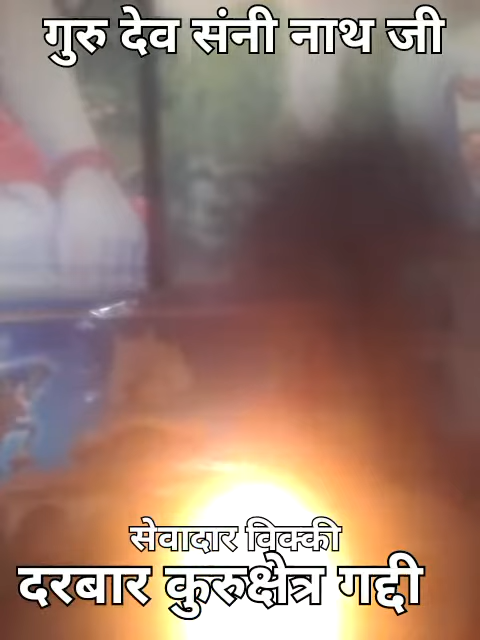 गुरु देव संनी नाथ जी
सेवादार विक्की
दरबार कुरुक्षेत्र गद्दी